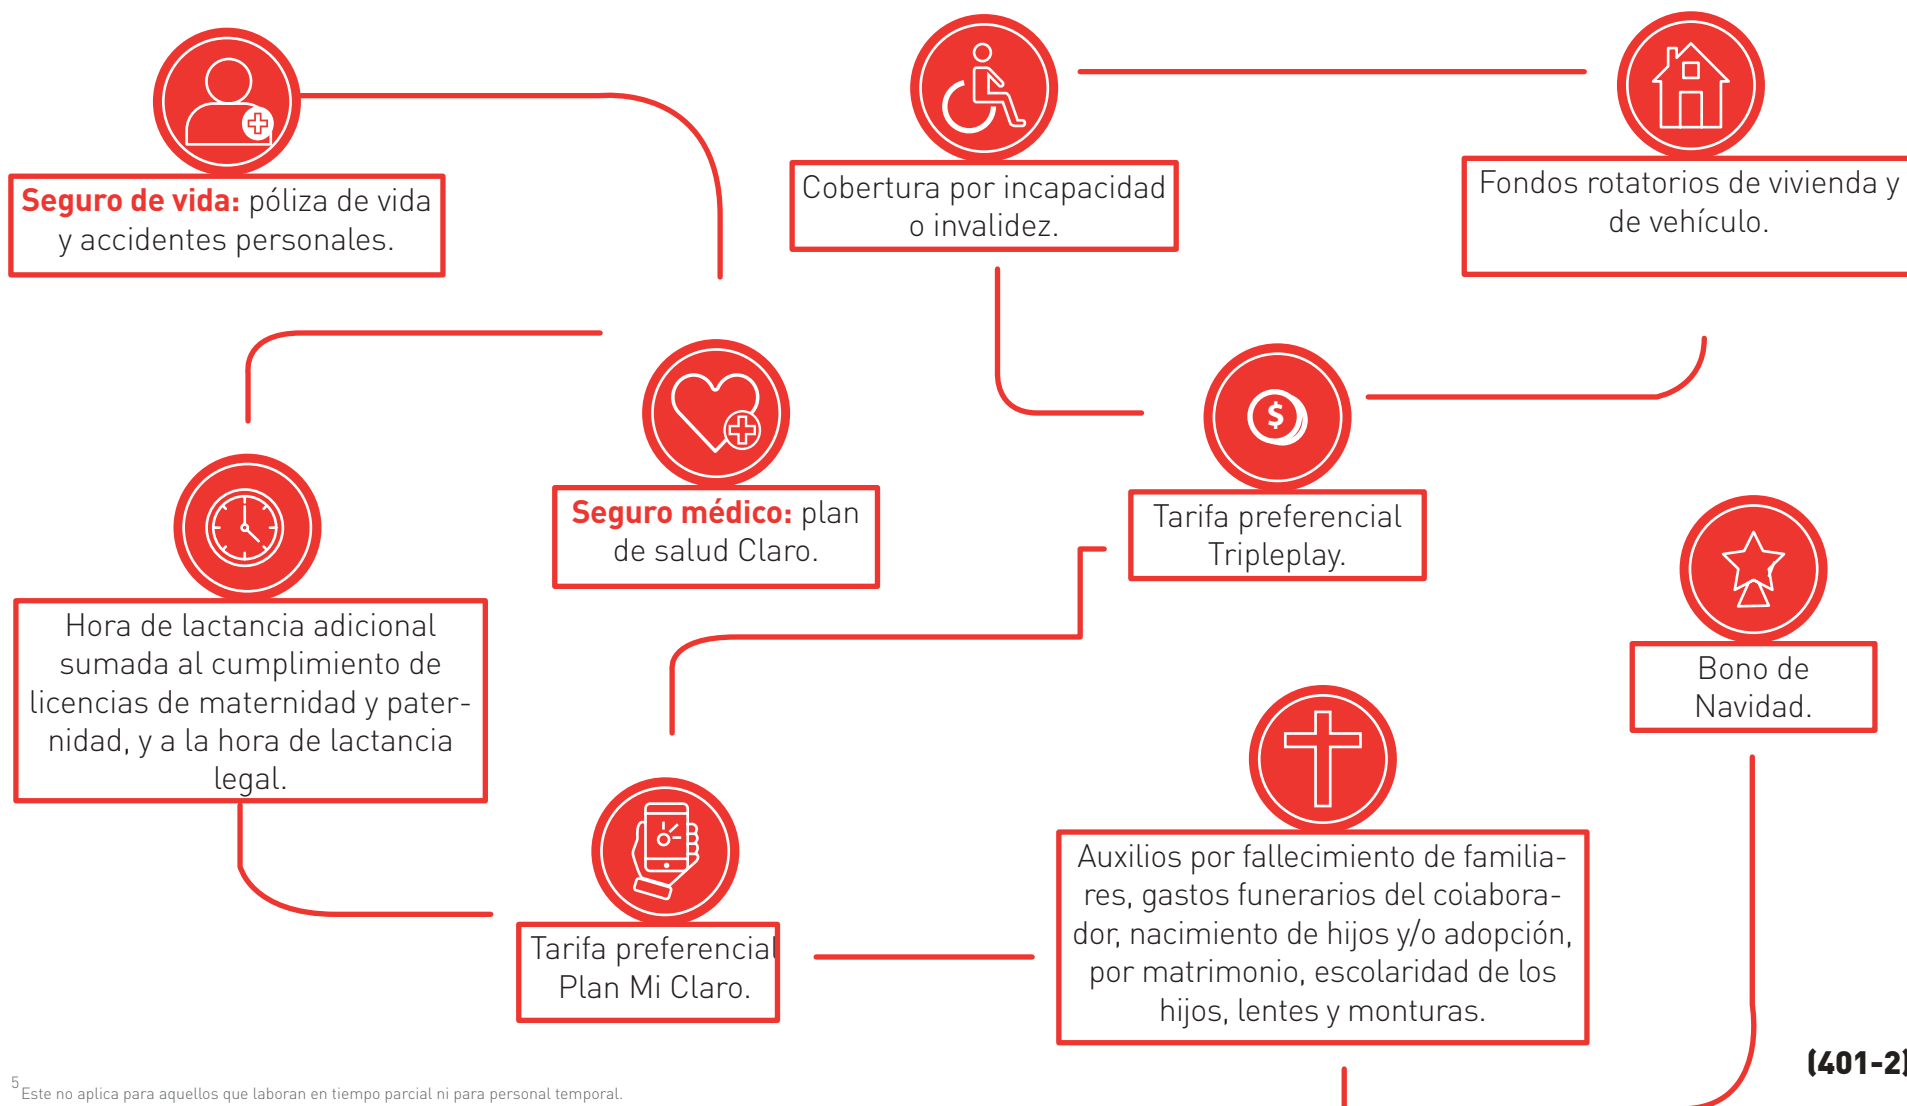 Seguro de vida: póliza de vida
y accidentes personales.
Cobertura por incapacidad
o invalidez.
Fondos rotatorios de vivienda y
de vehículo.
$
Seguro médico: plan
de salud Claro.
Tarifa preferencial
Tripleplay.
Hora de lactancia adicional
sumada al cumplimiento de
licencias de maternidad y pater-
nidad, y a la hora de lactancia
legal.
Bono de
Navidad.
Tarifa preferencial
Plan Mi Claro.
Auxilios por fallecimiento de familia-
res, gastos funerarios del coiabora-
dor, nacimiento de hijos y/o adopción,
por matrimonio, escolaridad de los
hijos, lentes y monturas.
(401-2)
5 Este no aplica para aquellos que laboran en tiempo parcial ni para personal temporal.